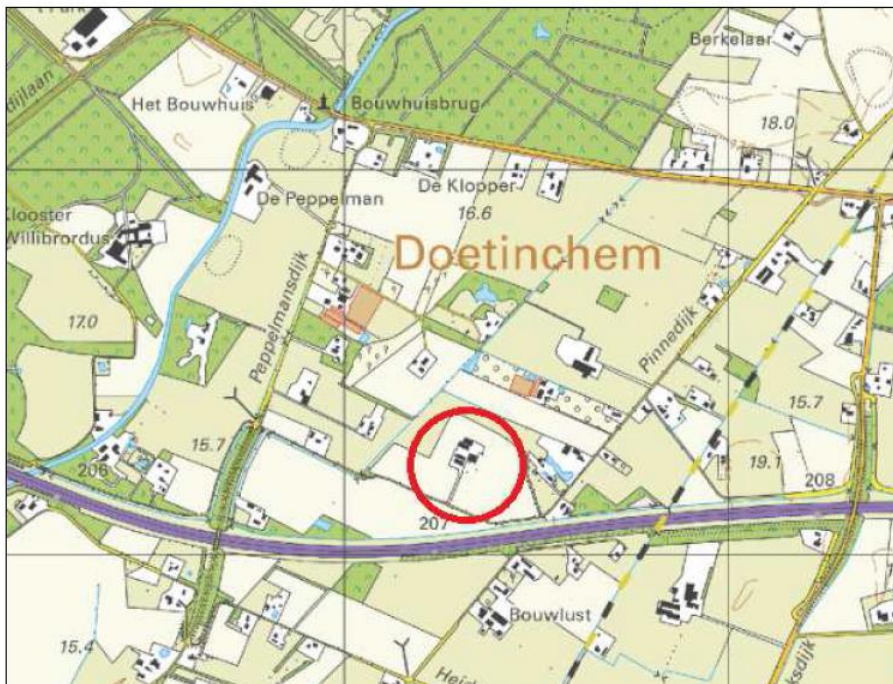 Berkelaar
Het Bouwhuis
Bouwhuisbrug
18.0
De Peppelman
De Klopper
16.6
Klooster
Willibrordus
Doetinchem
17.0
Peppelmansdijk
Pinnedijk
15.7
15.7
206
19.1
208
207
Bouwlust
15.4